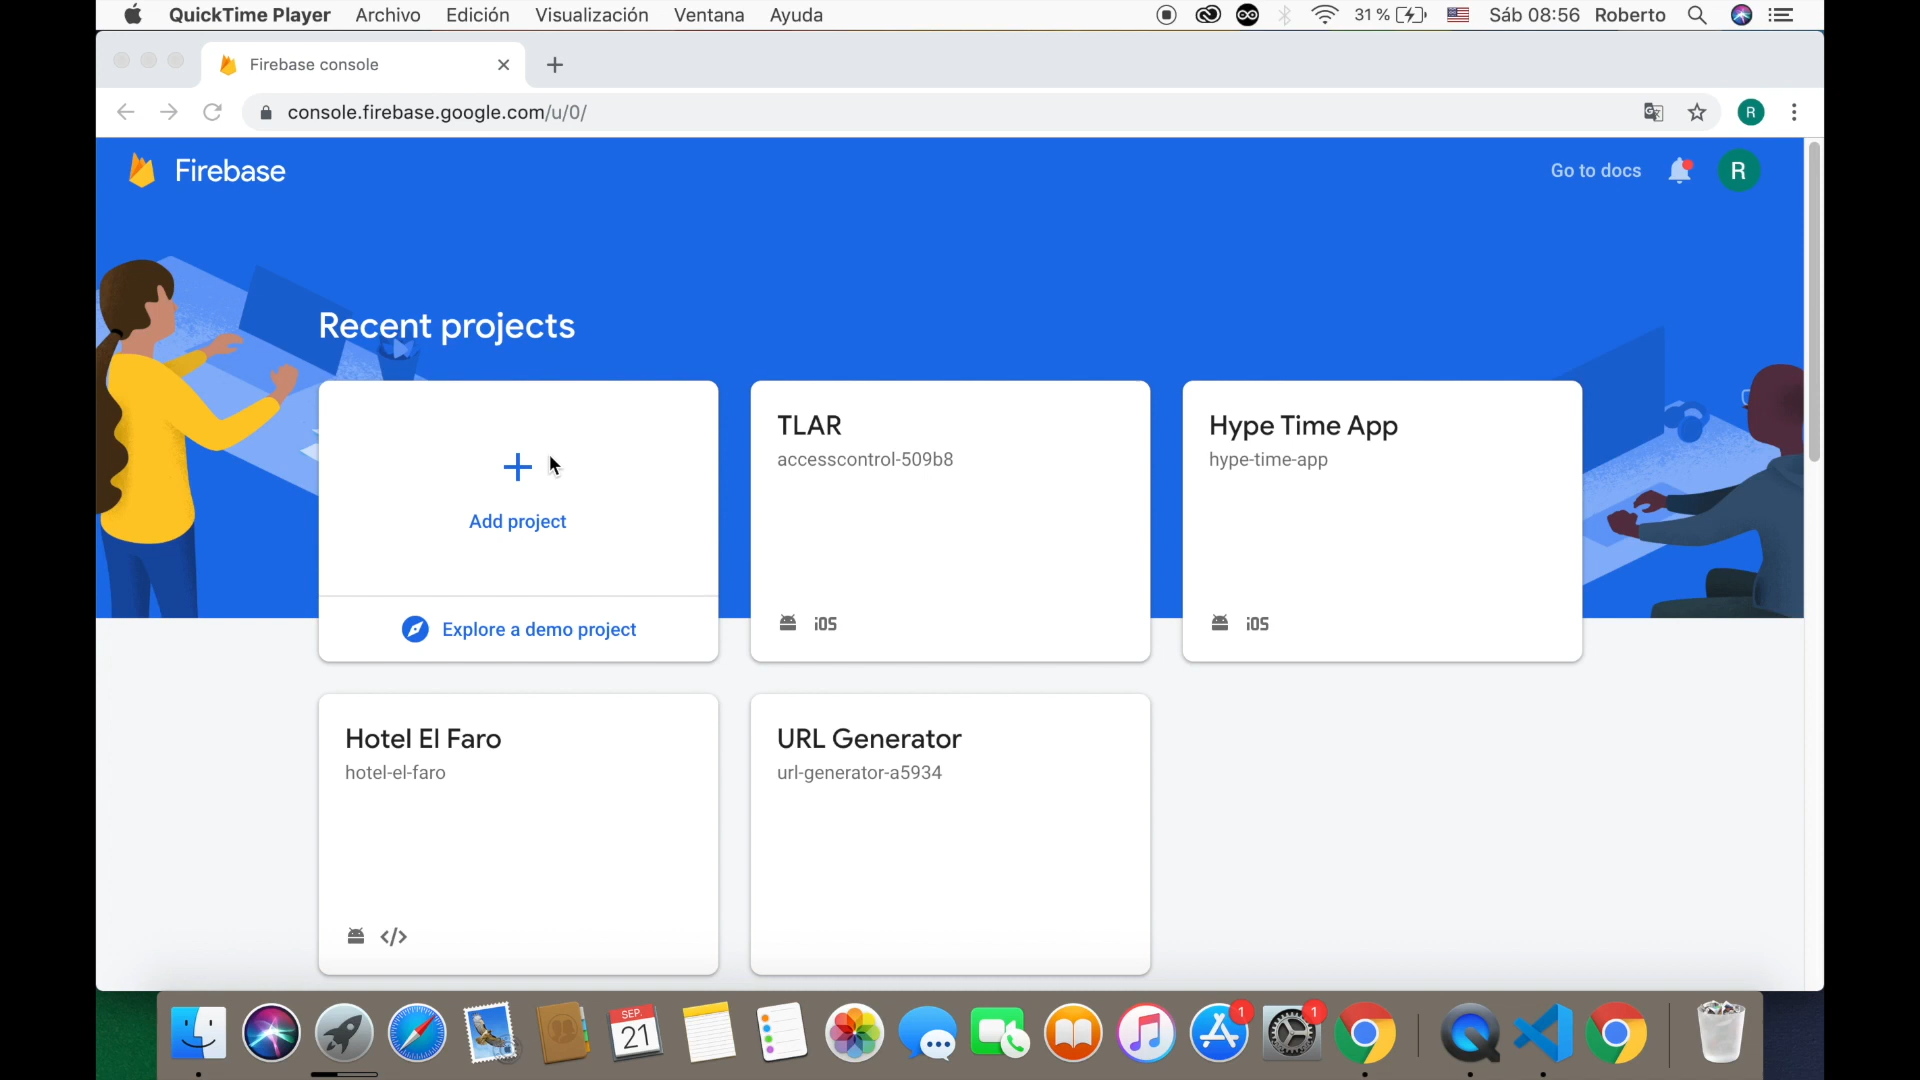 QuickTime Player Archivo Edición Visualización Ventana Ayuda 31 % Sáb 08:56 Roberto
Firebase console
console.firebase.google.com/u/0/ R
Firebase Go to docs R
Recent projects
Add project
Explore a demo project
TLAR
accesscontrol-509b8
iOS
Hype Time App
hype-time-app
iOS
Hotel El Faro
hotel-el-faro
</>
URL Generator
url-generator-a5934
SEP.
21
1
1